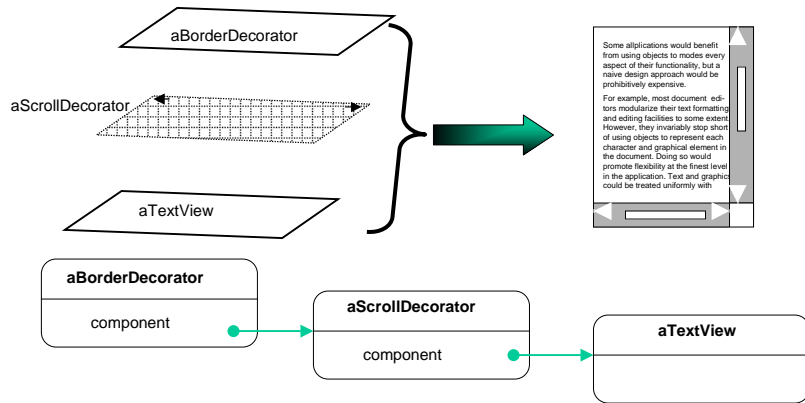 aBorderDecorator
aScrollDecorator
aTextView
Some allplications would benefit
from using objects to modes every
aspect of their functionality, but a
naive design approach would be
prohibitively expensive.
For example, most document edi-
tors modularize their text formatting
and editing facilities to some extent.
However, they invariably stop short
of using objects to represent each
character and graphical element in
the document. Doing so would
promote flexibility at the finest level
in the application. Text and graphics
could be treated uniformly with
aBorderDecorator
component
aScrollDecorator
component
aTextView